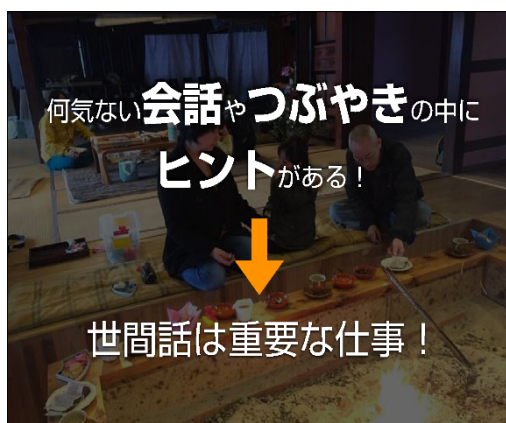 何気ない会話やつぶやきの中に
ヒントがある！
世間話は重要な仕事！